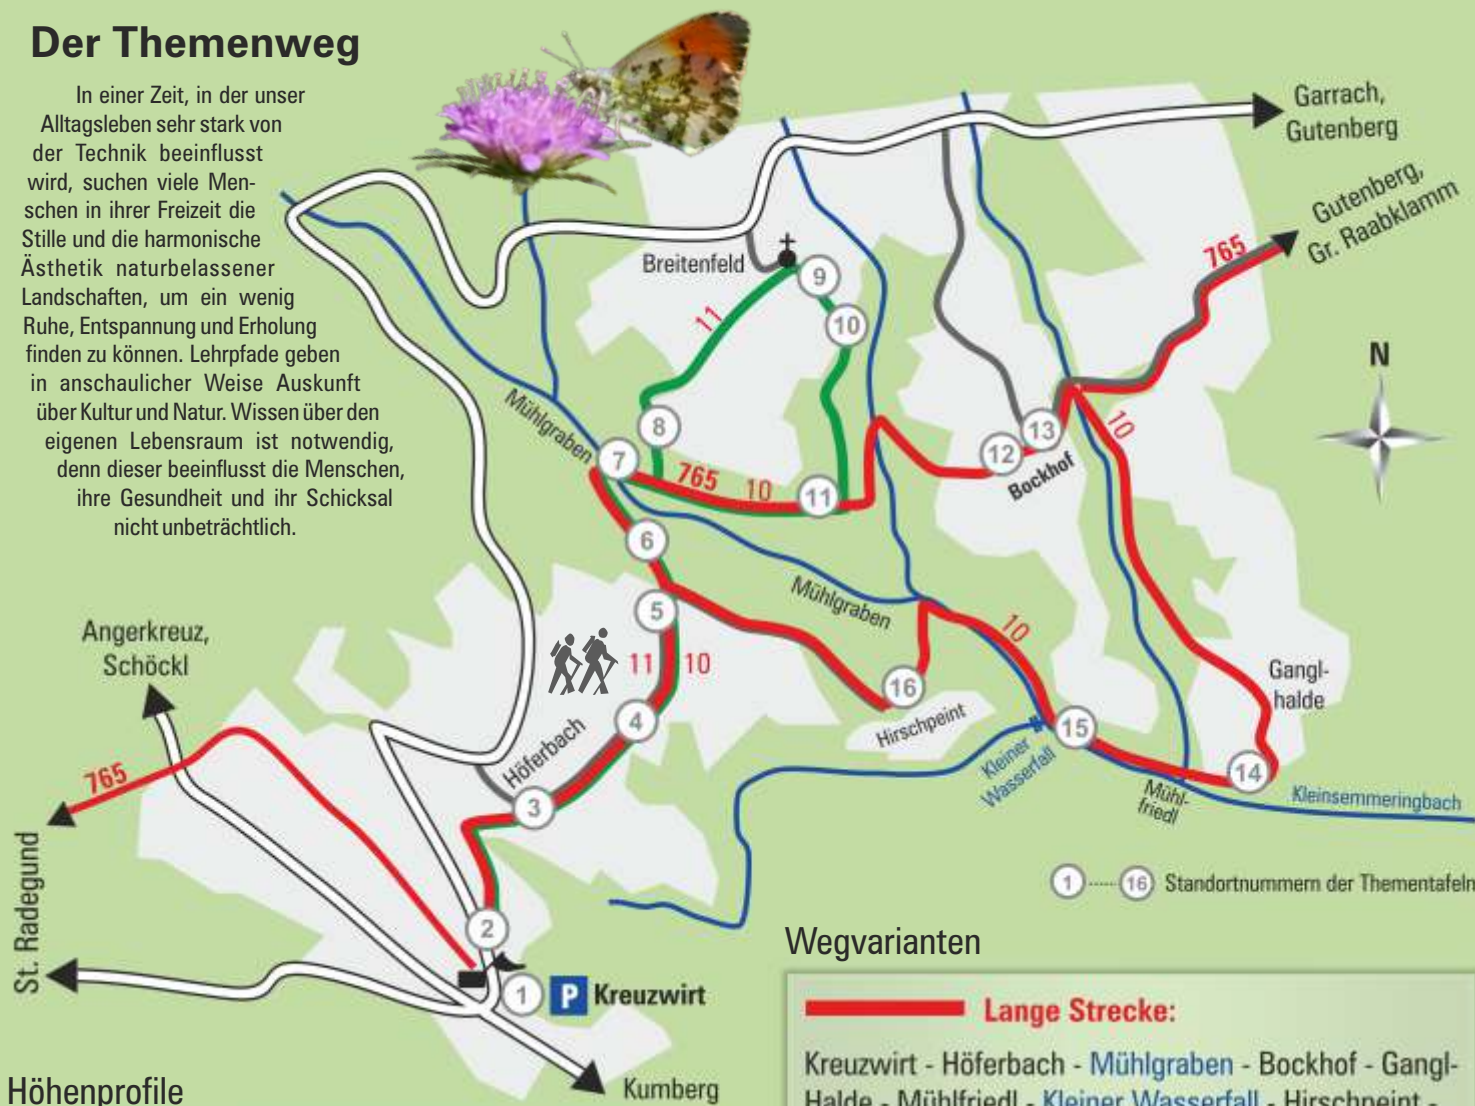 Der Themenweg
In einer Zeit, in der unser
Alltagsleben sehr stark von
der Technik beeinflusst
wird, suchen viele Men-
schen in ihrer Freizeit die
Stille und die harmonische
Ästhetik naturbelassener
Landschaften, um ein wenig
Ruhe, Entspannung und Erholung
finden zu können. Lehrpfade geben
in anschaulicher Weise Auskunft
über Kultur und Natur. Wissen über den
eigenen Lebensraum ist notwendig,
denn dieser beeinflusst die Menschen,
ihre Gesundheit und ihr Schicksal
nicht unbeträchtlich.
Garrach,
Gutenberg
Gutenberg,
Gr. Raabklamm
765
Breitenfeld
9
11
10
N
Mühlgraben
8
7
765
10
11
12
13
Bockhof
10
6
5
Mühlgraben
10
Angerkreuz,
Schöckl
11
10
16
Hirschpeint
Gangl-
halde
4
Höferbach
3
15
Kleiner
Wasserfall
14
Mühl-
friedl
Kleinsemmeringbach
765
St. Radegund
2
1
P
Kreuzwirt
Kumberg
1 ----- 16 Standortnummern der Thementafeln
Wegvarianten
Lange Strecke:
Kreuzwirt - Höferbach - Mühlgraben - Bockhof - Gangl-
Halde - Mühlfriedl - Kleiner Wasserfall - Hirschpeint -
Höhenprofile